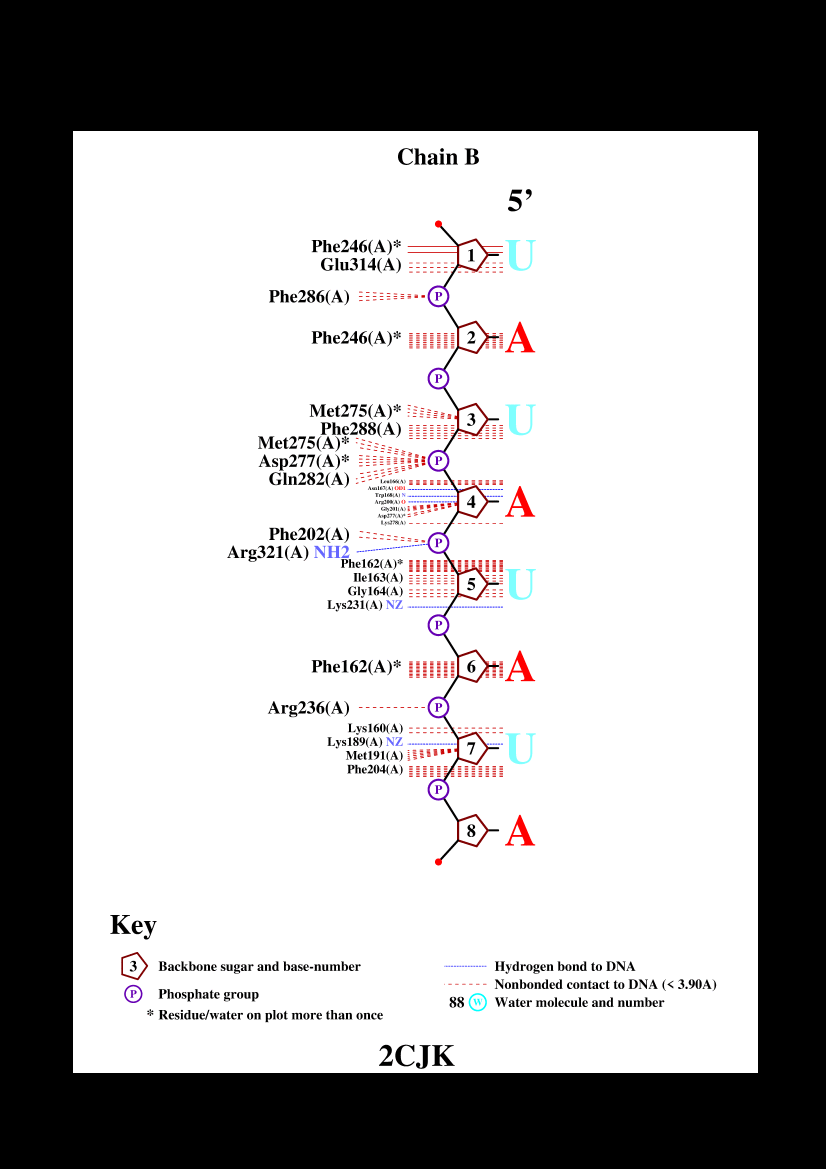 Chain B
5’
Phe246(A)*
1 U
Glu314(A)
Phe286(A) P
Phe246(A)* 2 A
P
Met275(A)*
3 U
Phe288(A)
Met275(A)*
Asp277(A)* P
Gln282(A)
Leu166(A)
Asn167(A) OD1
Trp168(A) N
Arg200(A) O 4 A
Gly201(A)
Asp277(A)*
Lys278(A)
Phe202(A)
P
Arg321(A) NH2
Phe162(A)*
Ile163(A)
5 U
Gly164(A)
Lys231(A) NZ
P
Phe162(A)* 6 A
Arg236(A) P
Lys160(A)
Lys189(A) NZ
7 U
Met191(A)
Phe204(A)
P
8 A
Key
3 Backbone sugar and base-number
P Phosphate group
* Residue/water on plot more than once
Hydrogen bond to DNA
Nonbonded contact to DNA (< 3.90A)
88 W Water molecule and number
2CJK